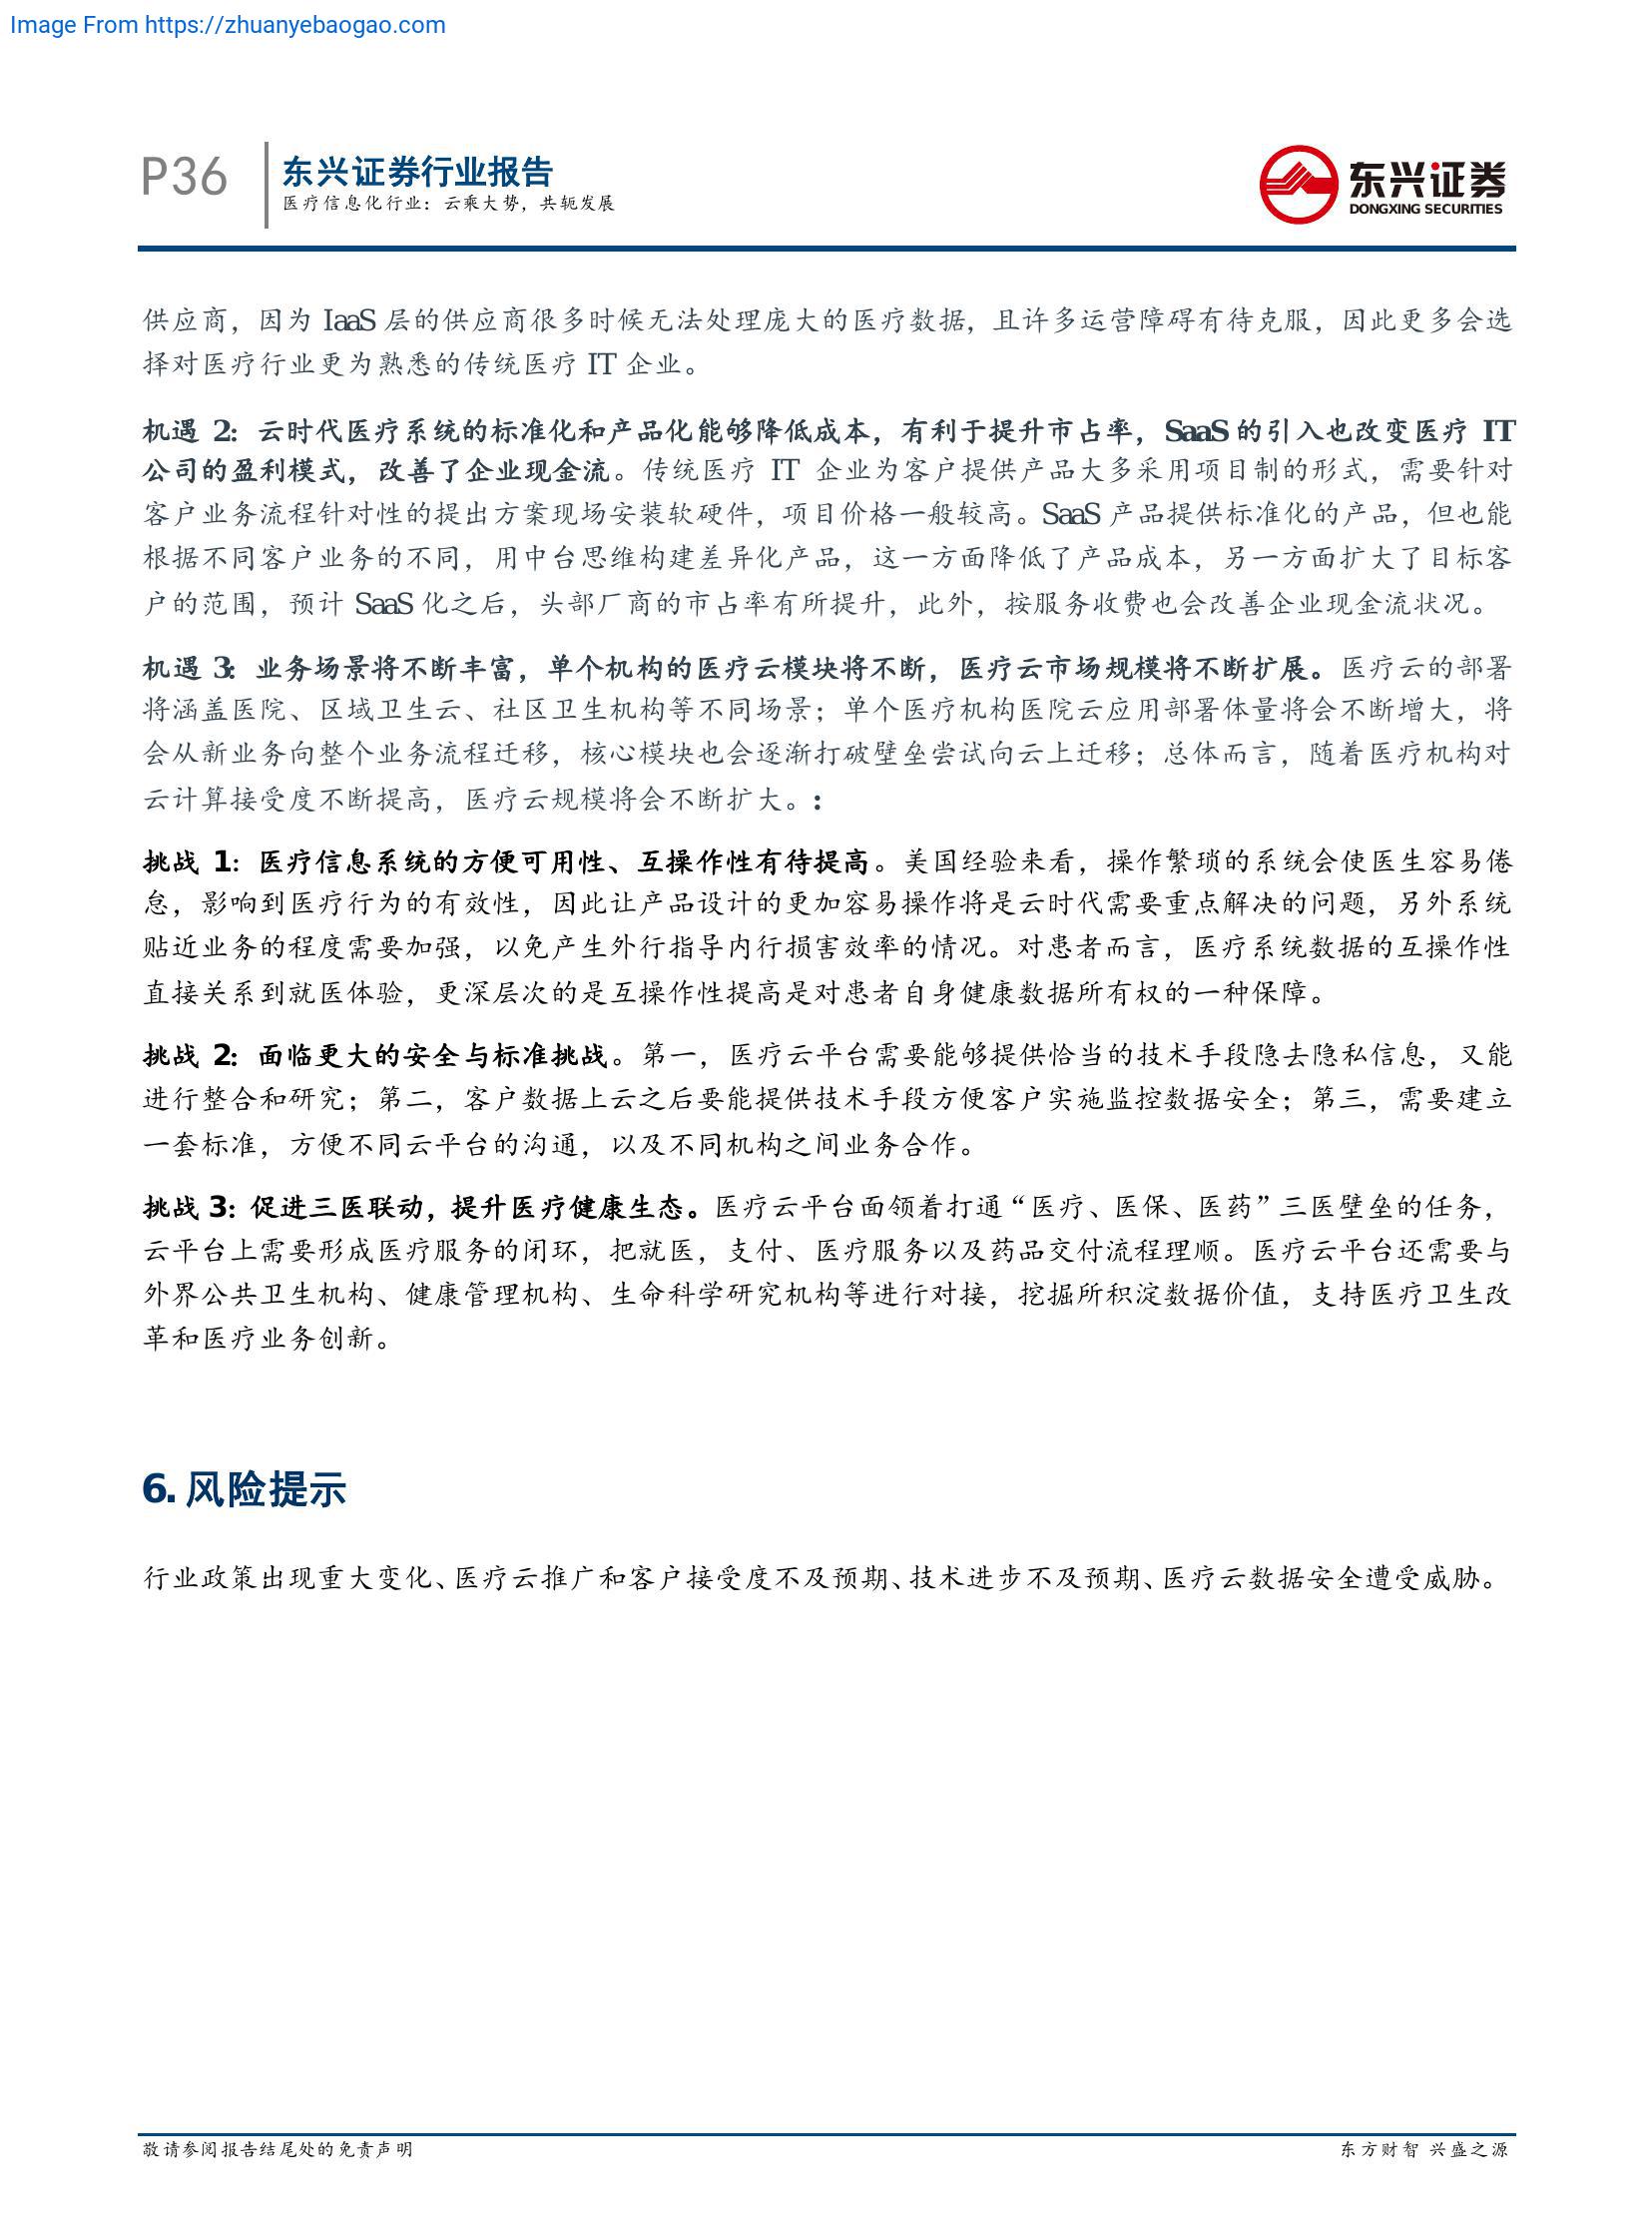 Image From https://zhuanyebaogao.com
P36
东兴证券行业报告
医疗信息化行业：云乘大势，共轭发展
东兴证券
DONGXING SECURITIES
供应商，因为 IaaS 层的供应商很多时候无法处理庞大的医疗数据，且许多运营障碍有待克服，因此更多会选
择对医疗行业更为熟悉的传统医疗 IT 企业。
机遇 2：云时代医疗系统的标准化和产品化能够降低成本，有利于提升市占率，SaaS 的引入也改变医疗 IT
公司的盈利模式，改善了企业现金流。传统医疗 IT 企业为客户提供产品大多采用项目制的形式，需要针对
客户业务流程针对性的提出方案现场安装软硬件，项目价格一般较高。SaaS 产品提供标准化的产品，但也能
根据不同客户业务的不同，用中台思维构建差异化产品，这一方面降低了产品成本，另一方面扩大了目标客
户的范围，预计 SaaS 化之后，头部厂商的市占率有所提升，此外，按服务收费也会改善企业现金流状况。
机遇 3：业务场景将不断丰富，单个机构的医疗云模块将不断，医疗云市场规模将不断扩展。医疗云的部署
将涵盖医院、区域卫生云、社区卫生机构等不同场景；单个医疗机构医院云应用部署体量将会不断增大，将
会从新业务向整个业务流程迁移，核心模块也会逐渐打破壁垒尝试向云上迁移；总体而言，随着医疗机构对
云计算接受度不断提高，医疗云规模将会不断扩大。：
挑战 1：医疗信息系统的方便可用性、互操作性有待提高。美国经验来看，操作繁琐的系统会使医生容易倦
怠，影响到医疗行为的有效性，因此让产品设计的更加容易操作将是云时代需要重点解决的问题，另外系统
贴近业务的程度需要加强，以免产生外行指导内行损害效率的情况。对患者而言，医疗系统数据的互操作性
直接关系到就医体验，更深层次的是互操作性提高是对患者自身健康数据所有权的一种保障。
挑战 2：面临更大的安全与标准挑战。第一，医疗云平台需要能够提供恰当的技术手段隐去隐私信息，又能
进行整合和研究；第二，客户数据上云之后要能提供技术手段方便客户实施监控数据安全；第三，需要建立
一套标准，方便不同云平台的沟通，以及不同机构之间业务合作。
挑战 3：促进三医联动，提升医疗健康生态。医疗云平台面领着打通“医疗、医保、医药”三医壁垒的任务，
云平台上需要形成医疗服务的闭环，把就医，支付、医疗服务以及药品交付流程理顺。医疗云平台还需要与
外界公共卫生机构、健康管理机构、生命科学研究机构等进行对接，挖掘所积淀数据价值，支持医疗卫生改
革和医疗业务创新。
6. 风险提示
行业政策出现重大变化、医疗云推广和客户接受度不及预期、技术进步不及预期、医疗云数据安全遭受威胁。
敬请参阅报告结尾处的免责声明
东方财智 兴盛之源